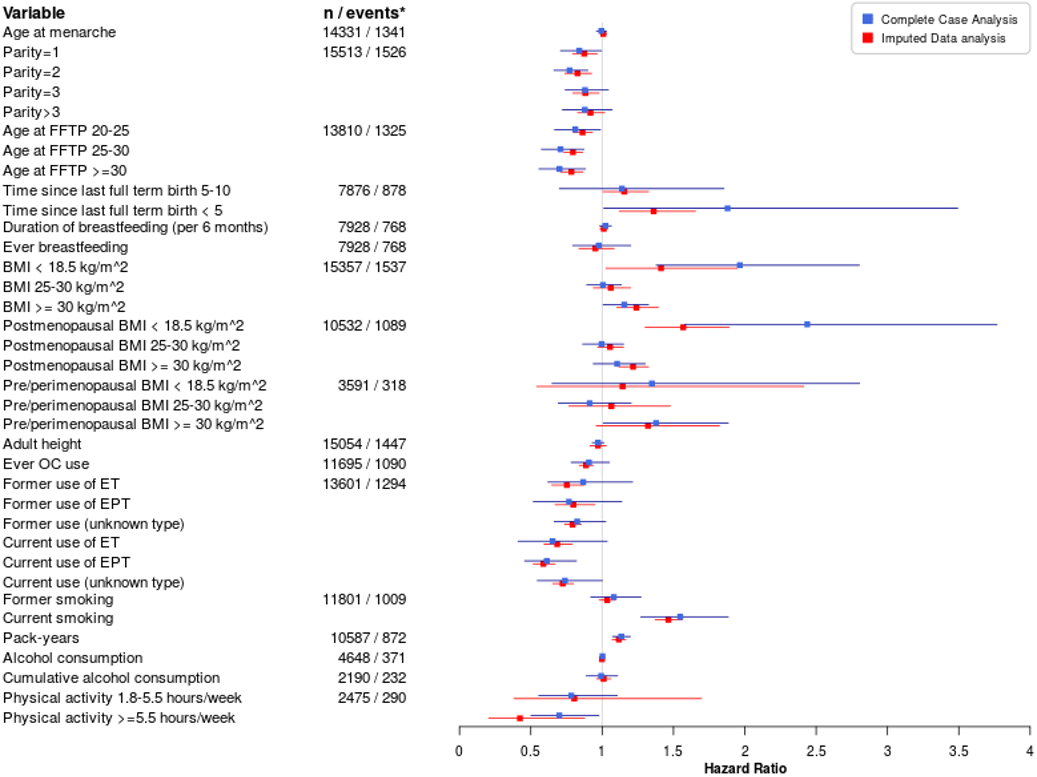 Variable n / events*
Complete Case Analysis
Imputed Data analysis
Age at menarche 14331 / 1341
Parity=1 15513 / 1526
Parity=2
Parity=3
Parity>3
Age at FFTP 20-25 13810 / 1325
Age at FFTP 25-30
Age at FFTP >=30
Time since last full term birth 5-10 7876 / 878
Time since last full term birth < 5
Duration of breastfeeding (per 6 months) 7928 / 768
Ever breastfeeding 7928 / 768
BMI < 18.5 kg/m^2 15357 / 1537
BMI 25-30 kg/m^2
BMI >= 30 kg/m^2
Postmenopausal BMI < 18.5 kg/m^2 10532 / 1089
Postmenopausal BMI 25-30 kg/m^2
Postmenopausal BMI >= 30 kg/m^2
Pre/perimenopausal BMI < 18.5 kg/m^2 3591 / 318
Pre/perimenopausal BMI 25-30 kg/m^2
Pre/perimenopausal BMI >= 30 kg/m^2
Adult height 15054 / 1447
Ever OC use 11695 / 1090
Former use of ET 13601 / 1294
Former use of EPT
Former use (unknown type)
Current use of ET
Current use of EPT
Current use (unknown type)
Former smoking 11801 / 1009
Current smoking
Pack-years 10587 / 872
Alcohol consumption 4648 / 371
Cumulative alcohol consumption 2190 / 232
Physical activity 1.8-5.5 hours/week 2475 / 290
Physical activity >=5.5 hours/week
0 0.5 1 1.5 2 2.5 3 3.5 4
Hazard Ratio